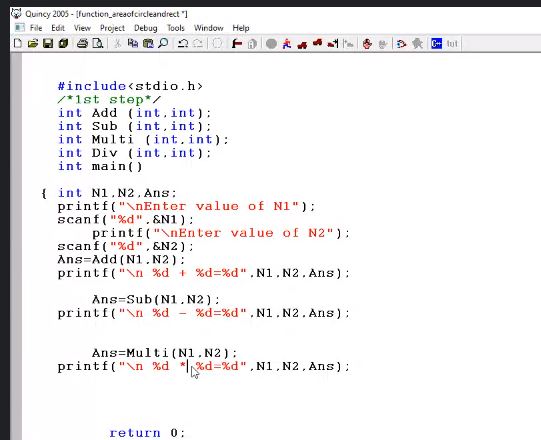 Quincy 2005 - [function_areaofcircleandrect *]
File Edit View Project Debug Tools Window Help
C++ tut
#include<stdio.h>
/*1st step*/
int Add (int,int);
int Sub (int,int);
int Multi (int,int);
int Div (int,int);
int main()
{ int N1,N2,Ans;
printf("\nEnter value of N1");
scanf("%d",&N1);
printf("\nEnter value of N2");
scanf("%d",&N2);
Ans=Add(N1,N2);
printf("\n %d + %d=%d",N1,N2,Ans);
Ans=Sub(N1,N2);
printf("\n %d - %d=%d",N1,N2,Ans);
Ans=Multi(N1,N2);
printf("\n %d * %d=%d",N1,N2,Ans);
return 0;